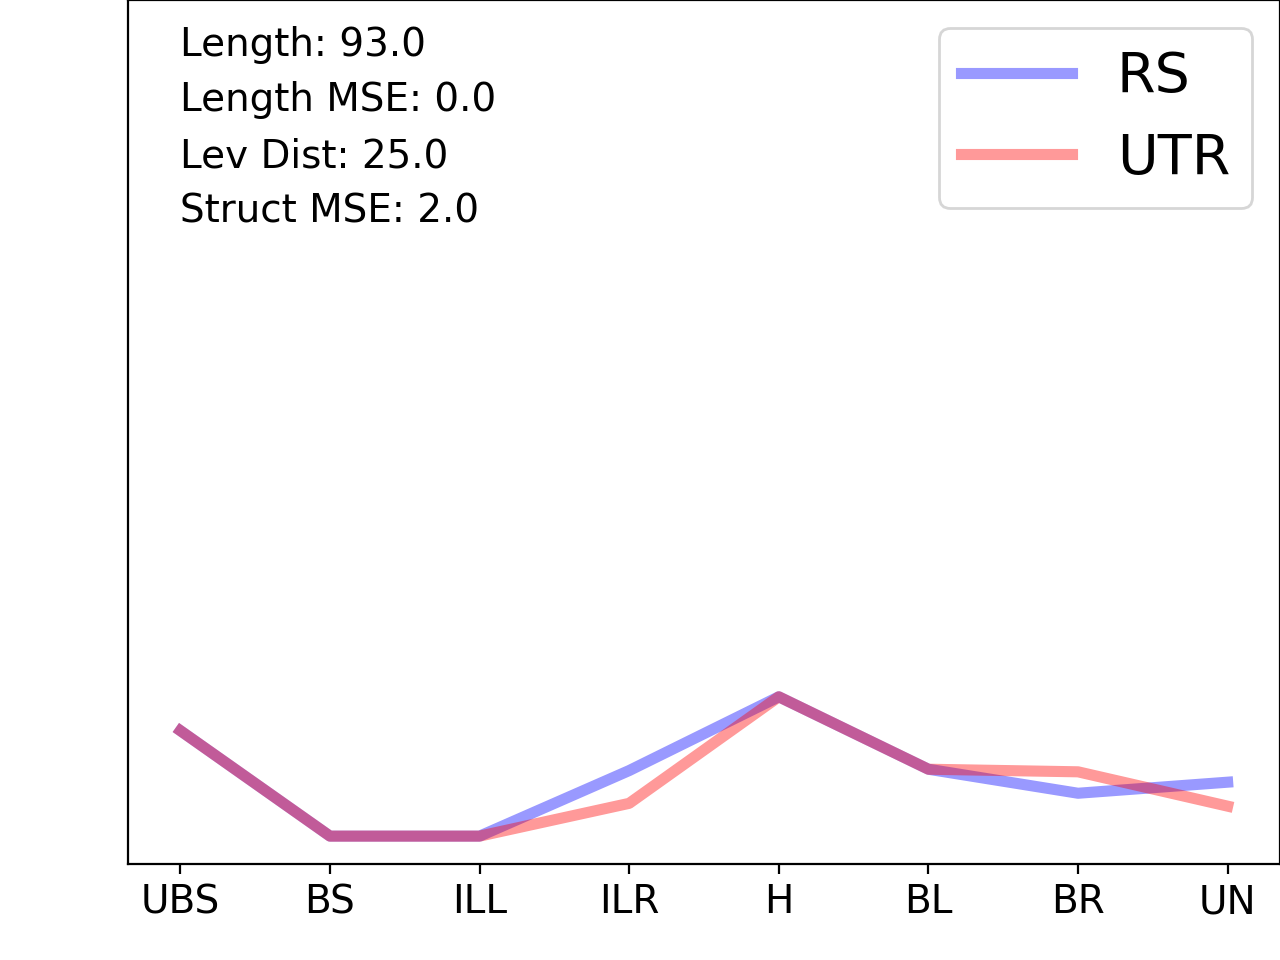 Length: 93.0
Length MSE: 0.0
Lev Dist: 25.0
Struct MSE: 2.0
RS
UTR
UBS BS ILL ILR H BL BR UN